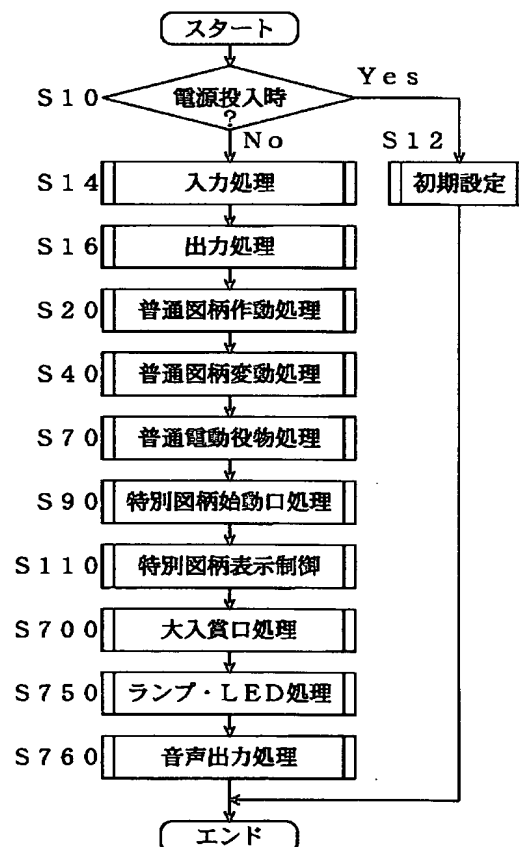 スタート
S10 電源投入時? Yes
No
S12
S14 入力処理 初期設定
S16 出力処理
S20 普通図柄作動処理
S40 普通図柄変動処理
S70 普通電動役物処理
S90 特別図柄始動口処理
S110 特別図柄表示制御
S700 大入賞口処理
S750 ランプ・LED処理
S760 音声出力処理
エンド